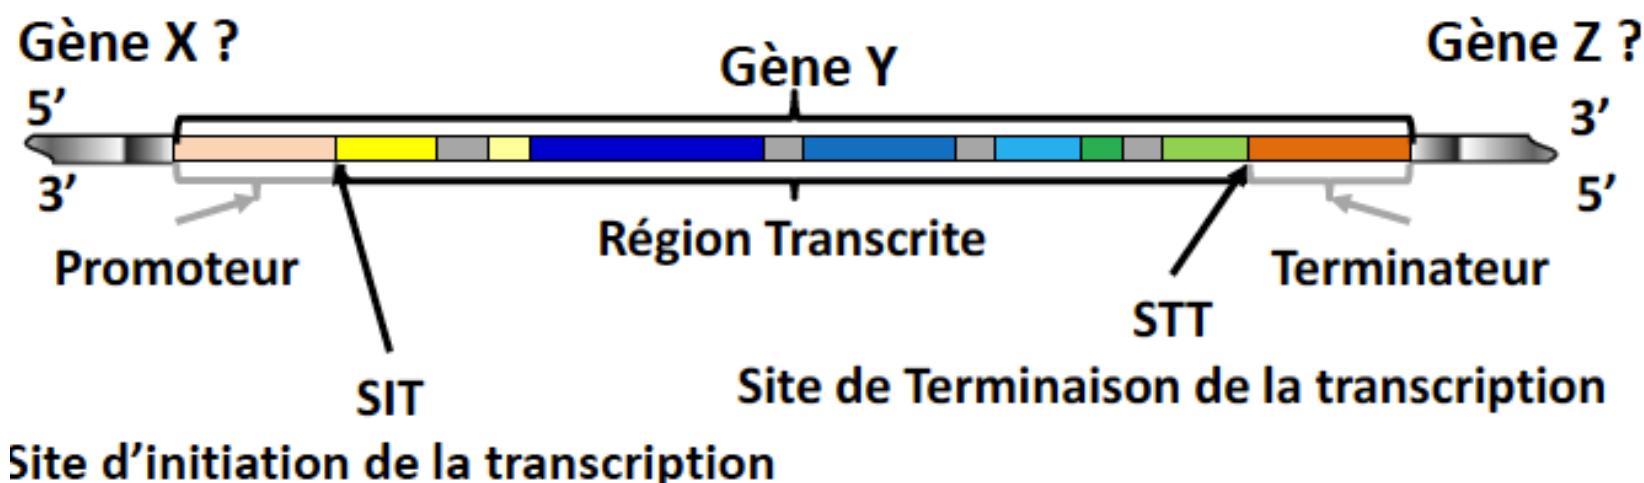 Gène X ?
Gène Y
Gène Z ?
5’
3’
3’
5’
Promoteur
Région Transcrite
Terminateur
SIT
Site d’initiation de la transcription
STT
Site de Terminaison de la transcription